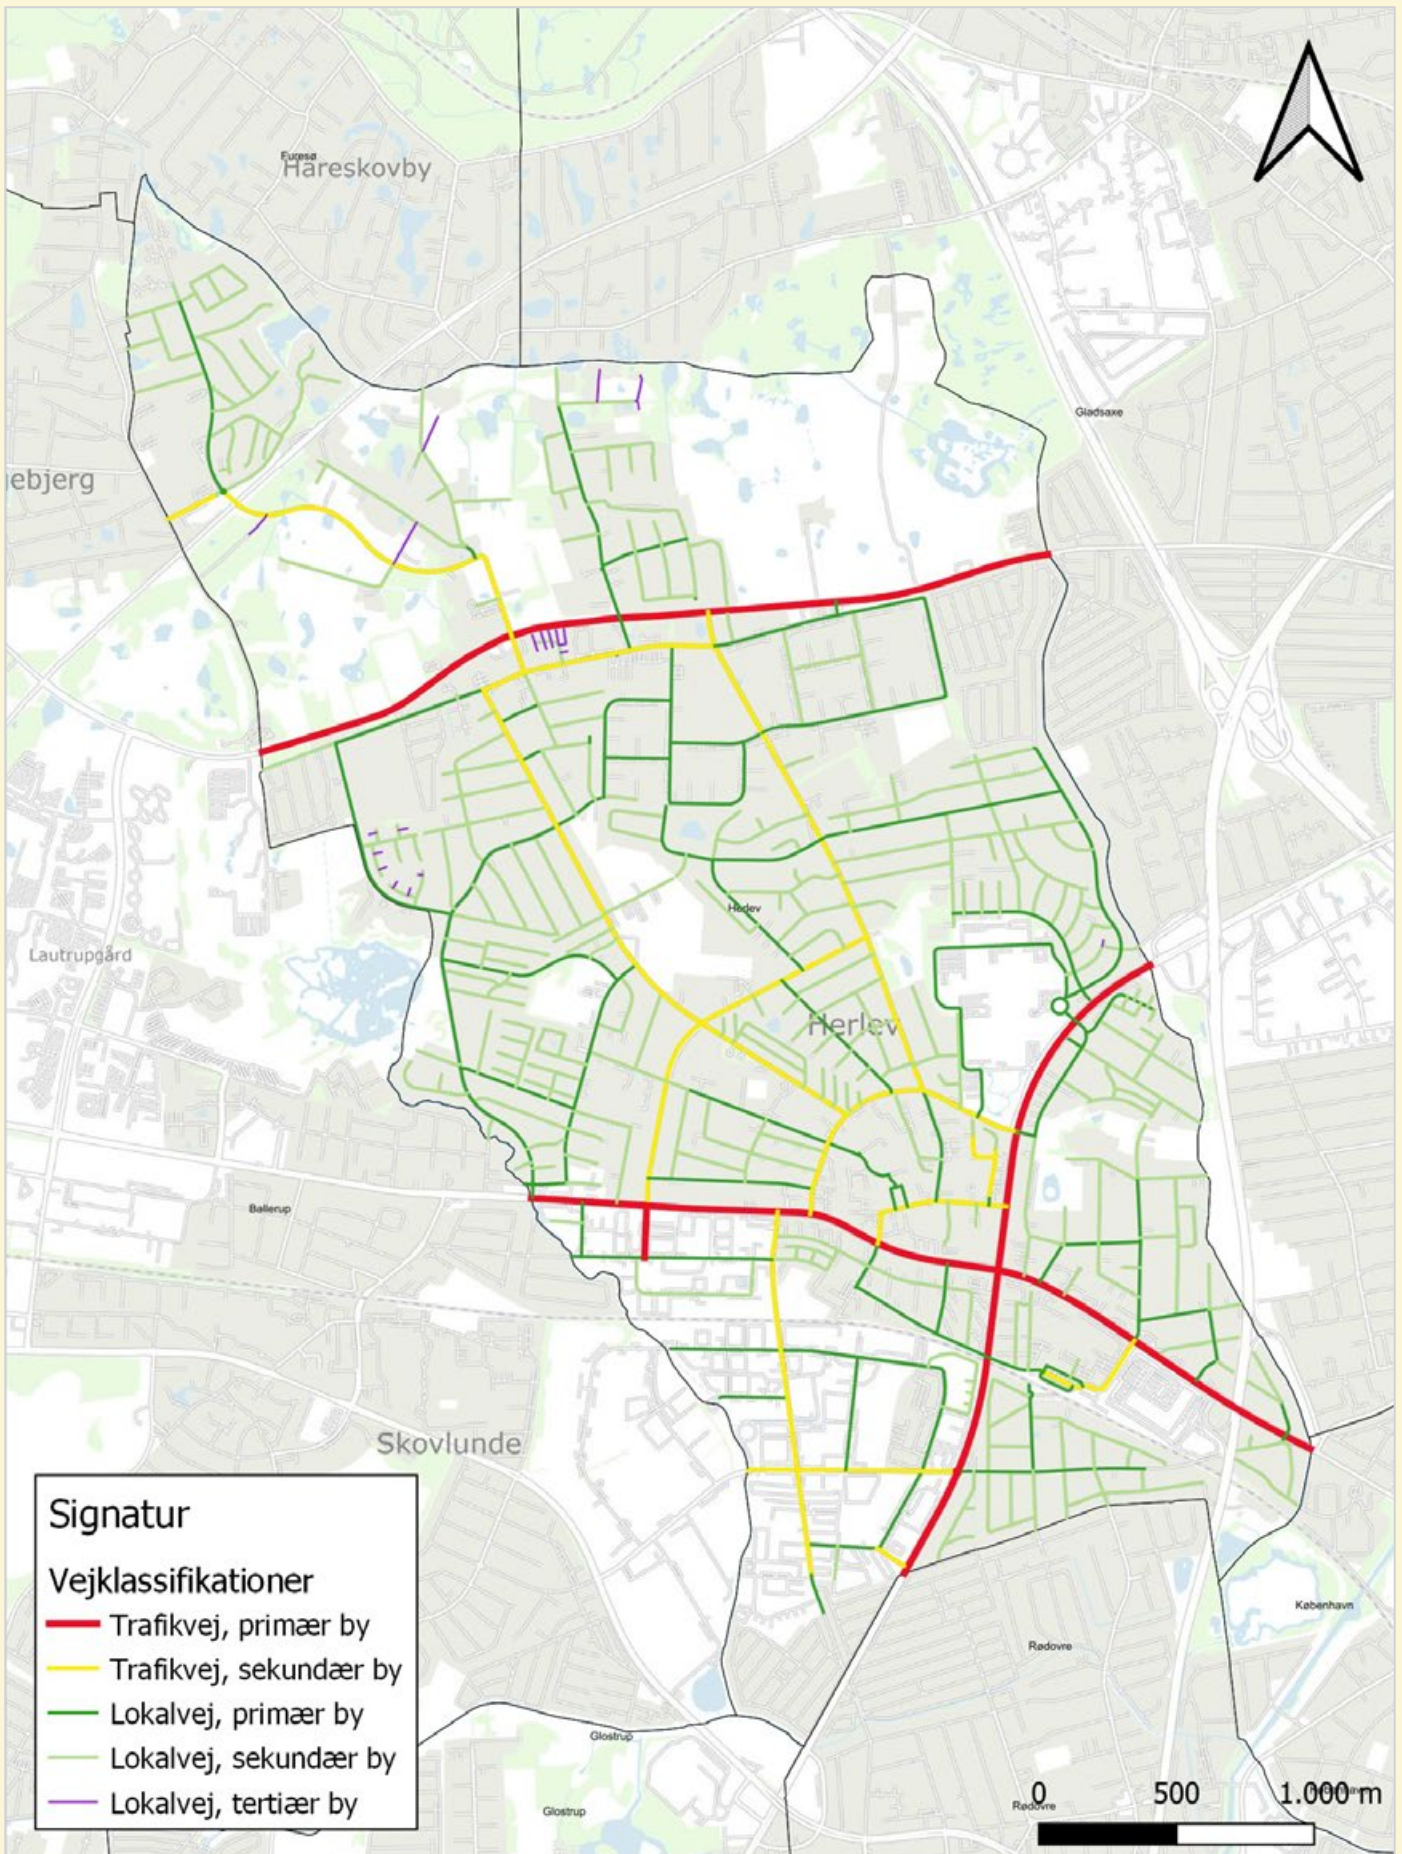 Furesø
Hareskovby
Gladsaxe
ebjerg
Herlev
Lautrupgård
Herlev
Ballerup
Skovlunde
Signatur
Vejklassifikationer
Trafikvej, primær by
Trafikvej, sekundær by
Lokalvej, primær by
Lokalvej, sekundær by
Lokalvej, tertiær by
København
Rødovre
Glostrup
Glostrup
Rødovre
0 500 1.000 m